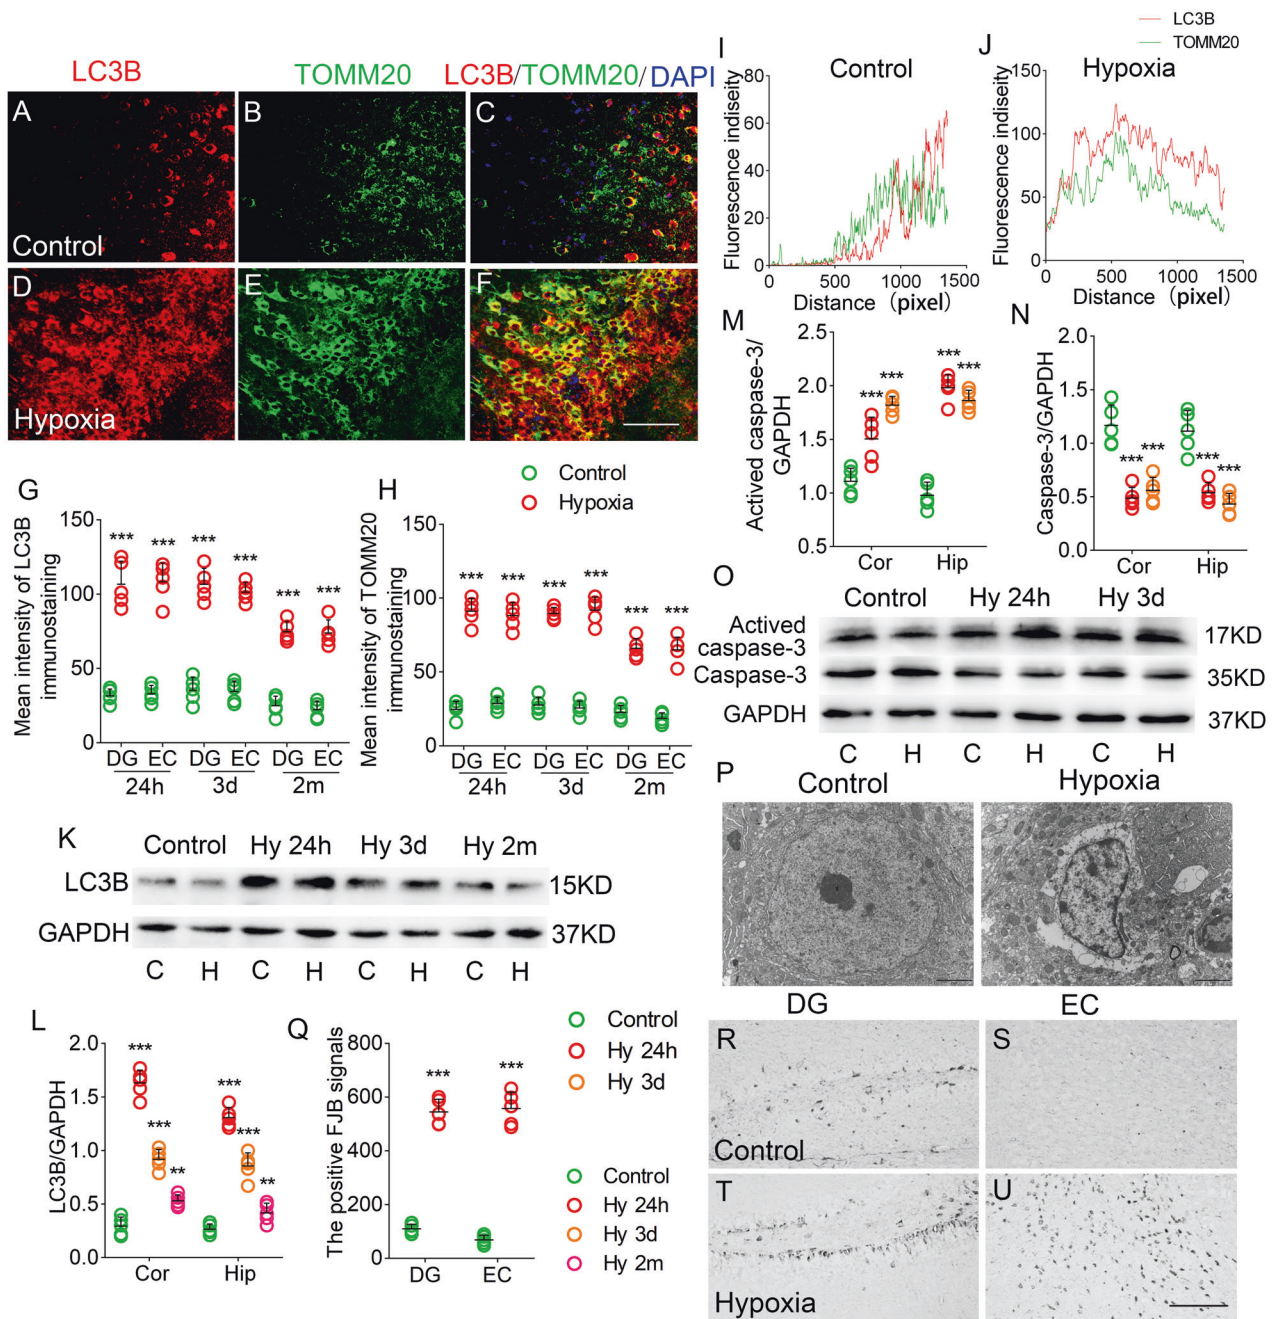 LC3B
TOMM20
LC3B/TOMM20/DAPI
A
B
C
Control
D
E
F
Hypoxia
I
Control
Fluorescence indiseity
80
60
40
20
0
0
500
1000
1500
Distance (pixel)
J
LC3B
TOMM20
Hypoxia
Fluorescence indiseity
150
100
50
0
0
500
1000
1500
Distance (pixel)
G
Mean intensity of LC3B
immunostaining
150
100
50
0
***
***
***
***
***
***
DG
EC
DG
EC
DG
EC
24h
3d
2m
H
Control
Hypoxia
Mean intensity of TOMM20
immunostaining
150
100
50
0
***
***
***
***
***
***
DG
EC
DG
EC
DG
EC
24h
3d
2m
M
Actived caspase-3/
GAPDH
2.5
2.0
1.5
1.0
0.5
***
***
***
***
Cor
Hip
N
Caspase-3/GAPDH
2.0
1.5
1.0
0.5
0.0
***
***
***
***
Cor
Hip
O
Control
Hy 24h
Hy 3d
Actived
caspase-3
17KD
Caspase-3
35KD
GAPDH
37KD
C
H
C
H
C
H
K
Control
Hy 24h
Hy 3d
Hy 2m
LC3B
15KD
GAPDH
37KD
C
H
C
H
C
H
C
H
P
Control
Hypoxia
L
LC3B/GAPDH
2.0
1.5
1.0
0.5
0.0
***
***
**
***
***
**
Cor
Hip
Q
The positive FJB signals
800
600
400
200
0
***
***
DG
EC
Control
Hy 24h
Hy 3d
Control
Hy 24h
Hy 3d
Hy 2m
DG
EC
R
S
Control
T
U
Hypoxia